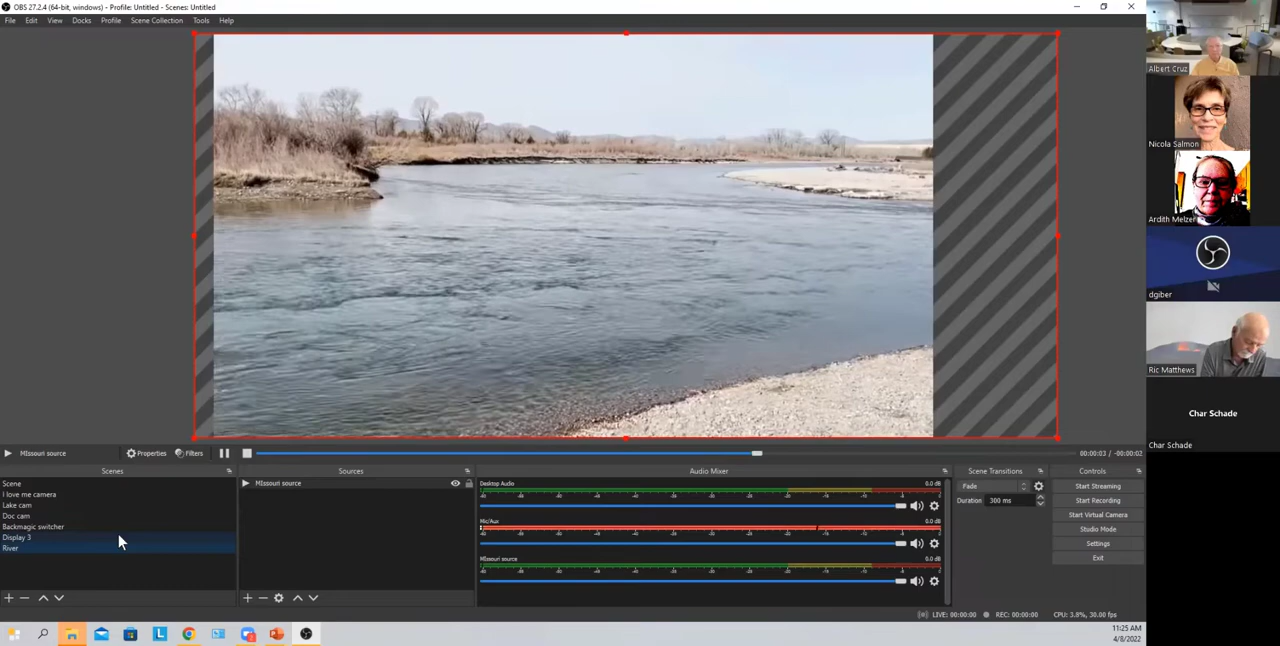 OBS 27.2.4 (64-bit, windows) - Profile: Untitled - Scenes: Untitled
File Edit View Docks Profile Scene Collection Tools Help
Albert Cruz
Nicola Salmon
Ardith Melzer
dgiber
Ric Matthews
Char Schade
Char Schade
MIssouri source Properties Filters 00:00:03 / -00:00:02
Scenes Sources Audio Mixer Scene Transitions Controls
Scene
I love me camera
Lake cam
Doc cam
Backmagic switcher
Display 3
River
MIssouri source
Desktop Audio 0.0 dB
Mic/Aux 0.0 dB
MIssouri source 0.0 dB
Fade
Duration 300 ms
Start Streaming
Start Recording
Start Virtual Camera
Studio Mode
Settings
Exit
LIVE: 00:00:00 REC: 00:00:00 CPU: 3.8%, 30.00 fps
11:25 AM
4/8/2022